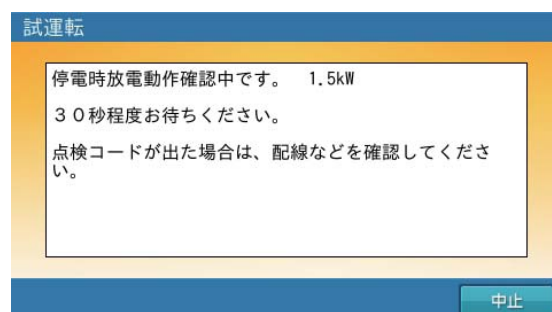 試運転
停電時放電動作確認中です。　1.5kW
３０秒程度お待ちください。
点検コードが出た場合は、配線などを確認してくださ
い。
中止